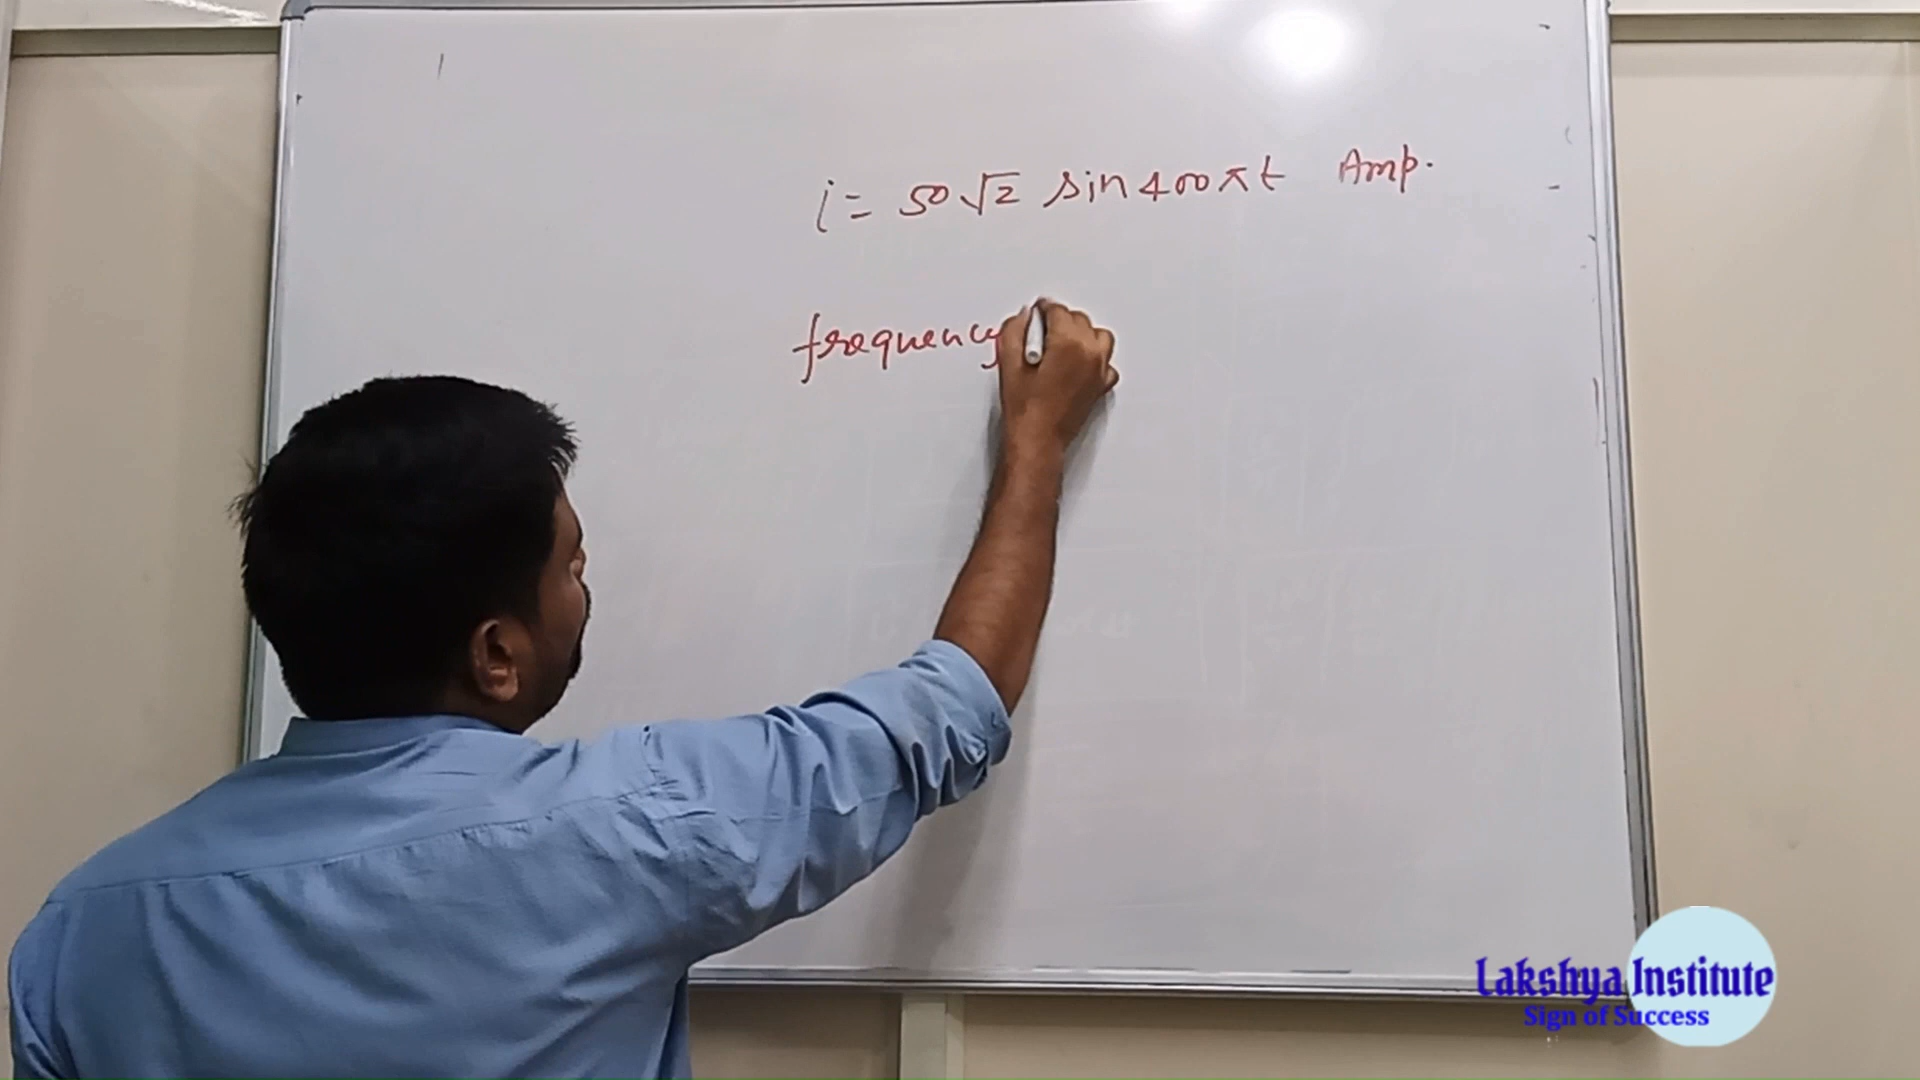 i = 50√2 sin 400πt Amp.
frequency
Lakshya Institute
Sign of Success